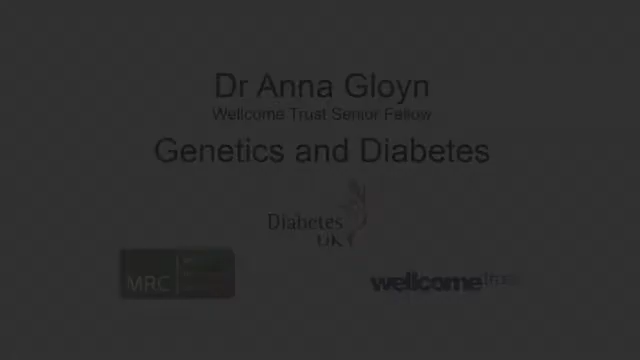 Dr Anna Gloyn
Wellcome Trust Senior Fellow
Genetics and Diabetes
Diabetes
UK
MRC
wellcome